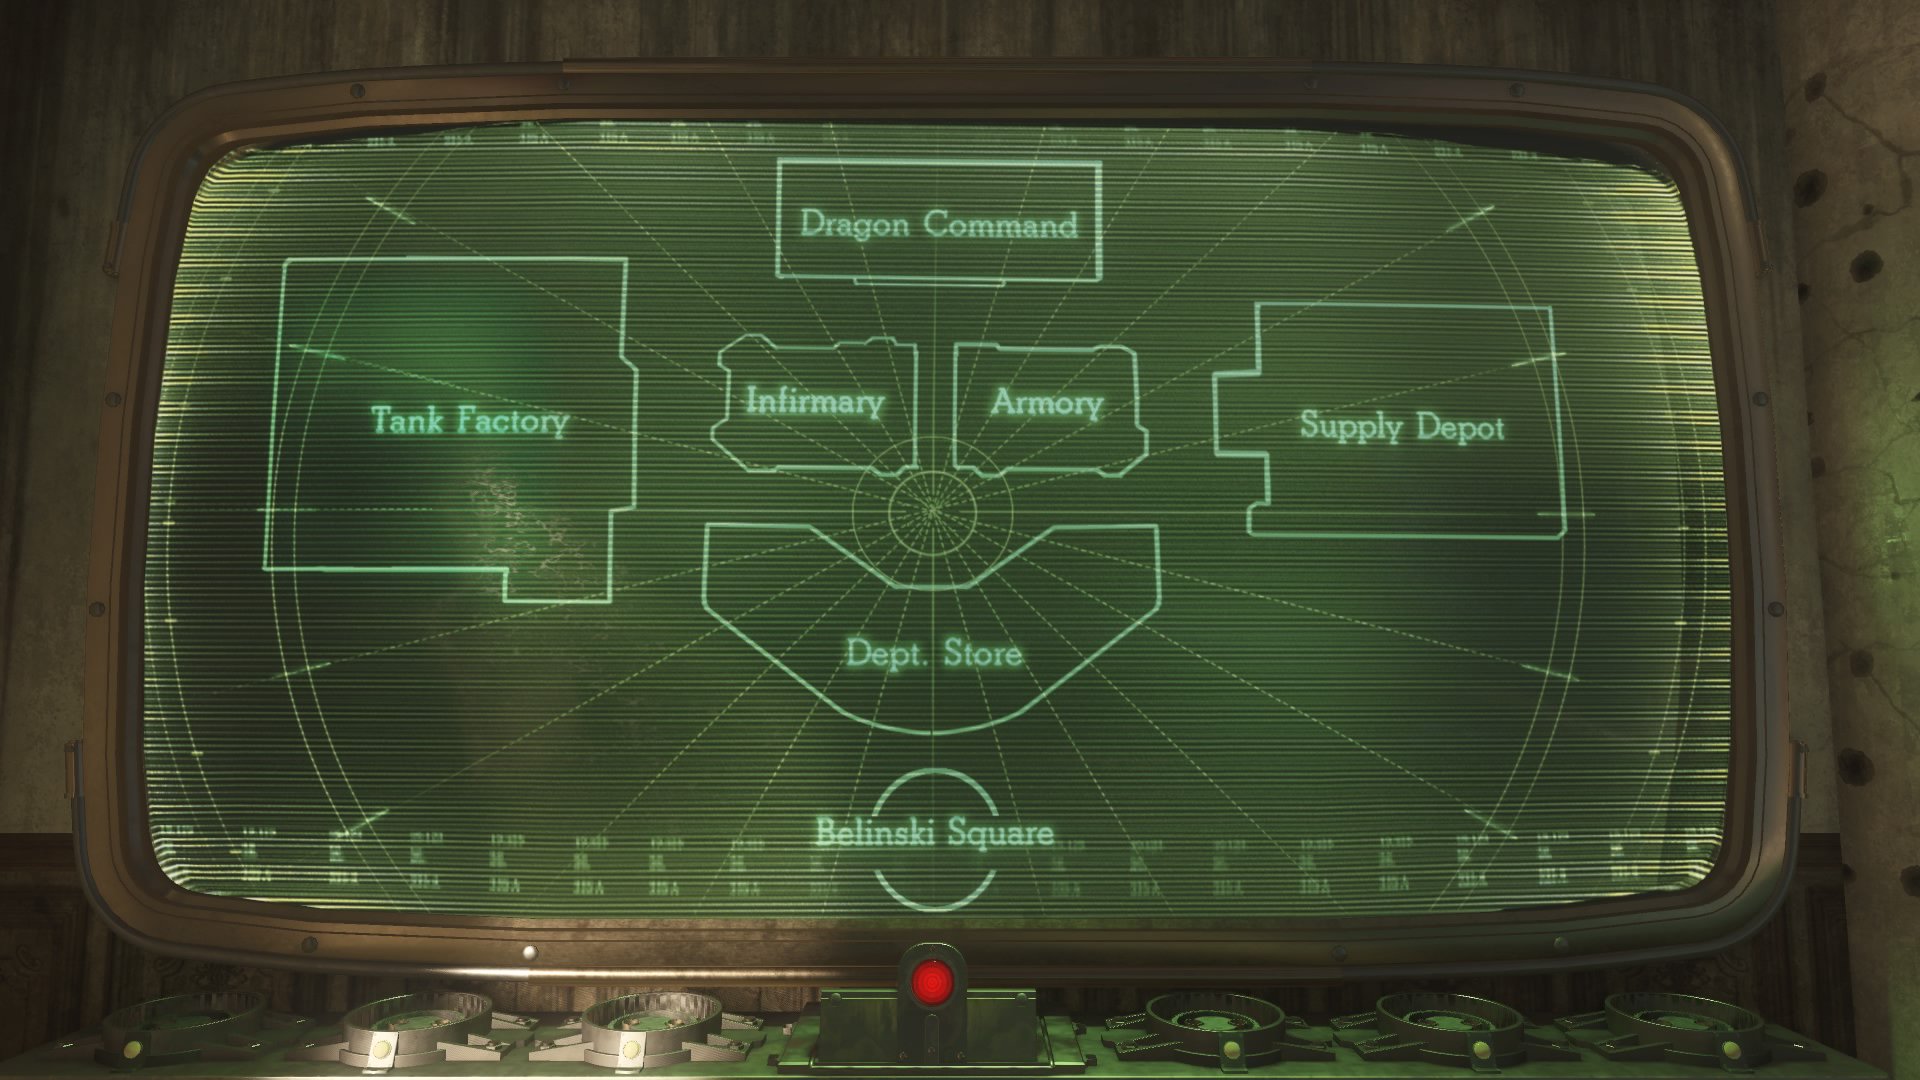 Dragon Command
Tank Factory
Infirmary
Armory
Supply Depot
Dept. Store
Belinski Square